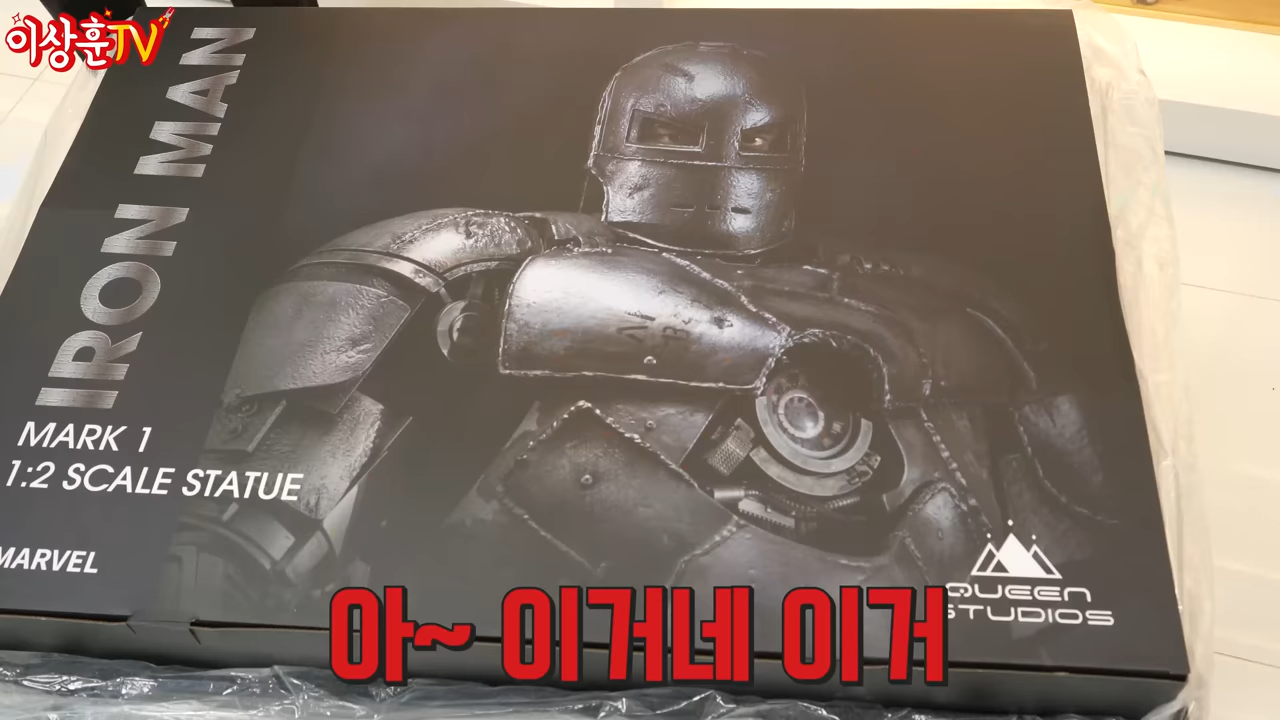 이상훈TV
IRON MAN
MARK 1
1:2 SCALE STATUE
MARVEL
QUEEN
STUDIOS
아~ 이거네 이거